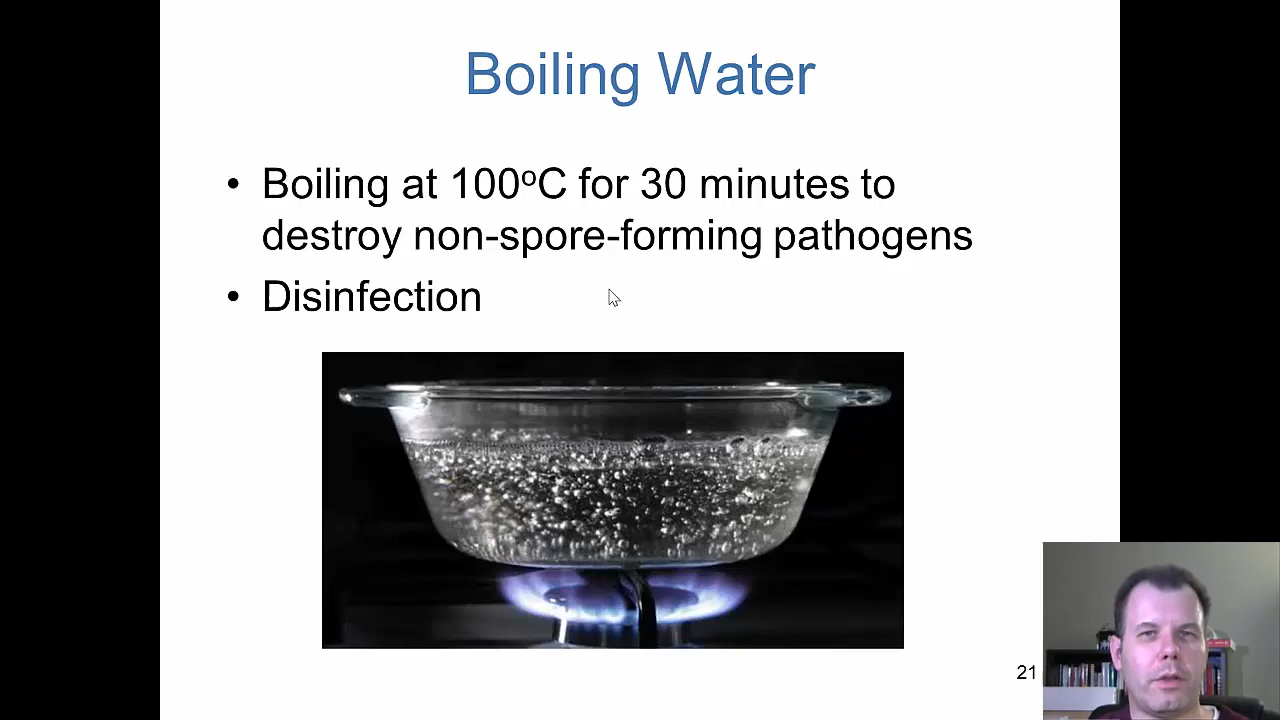 Boiling Water
• Boiling at 100ºC for 30 minutes to
destroy non-spore-forming pathogens
• Disinfection
21